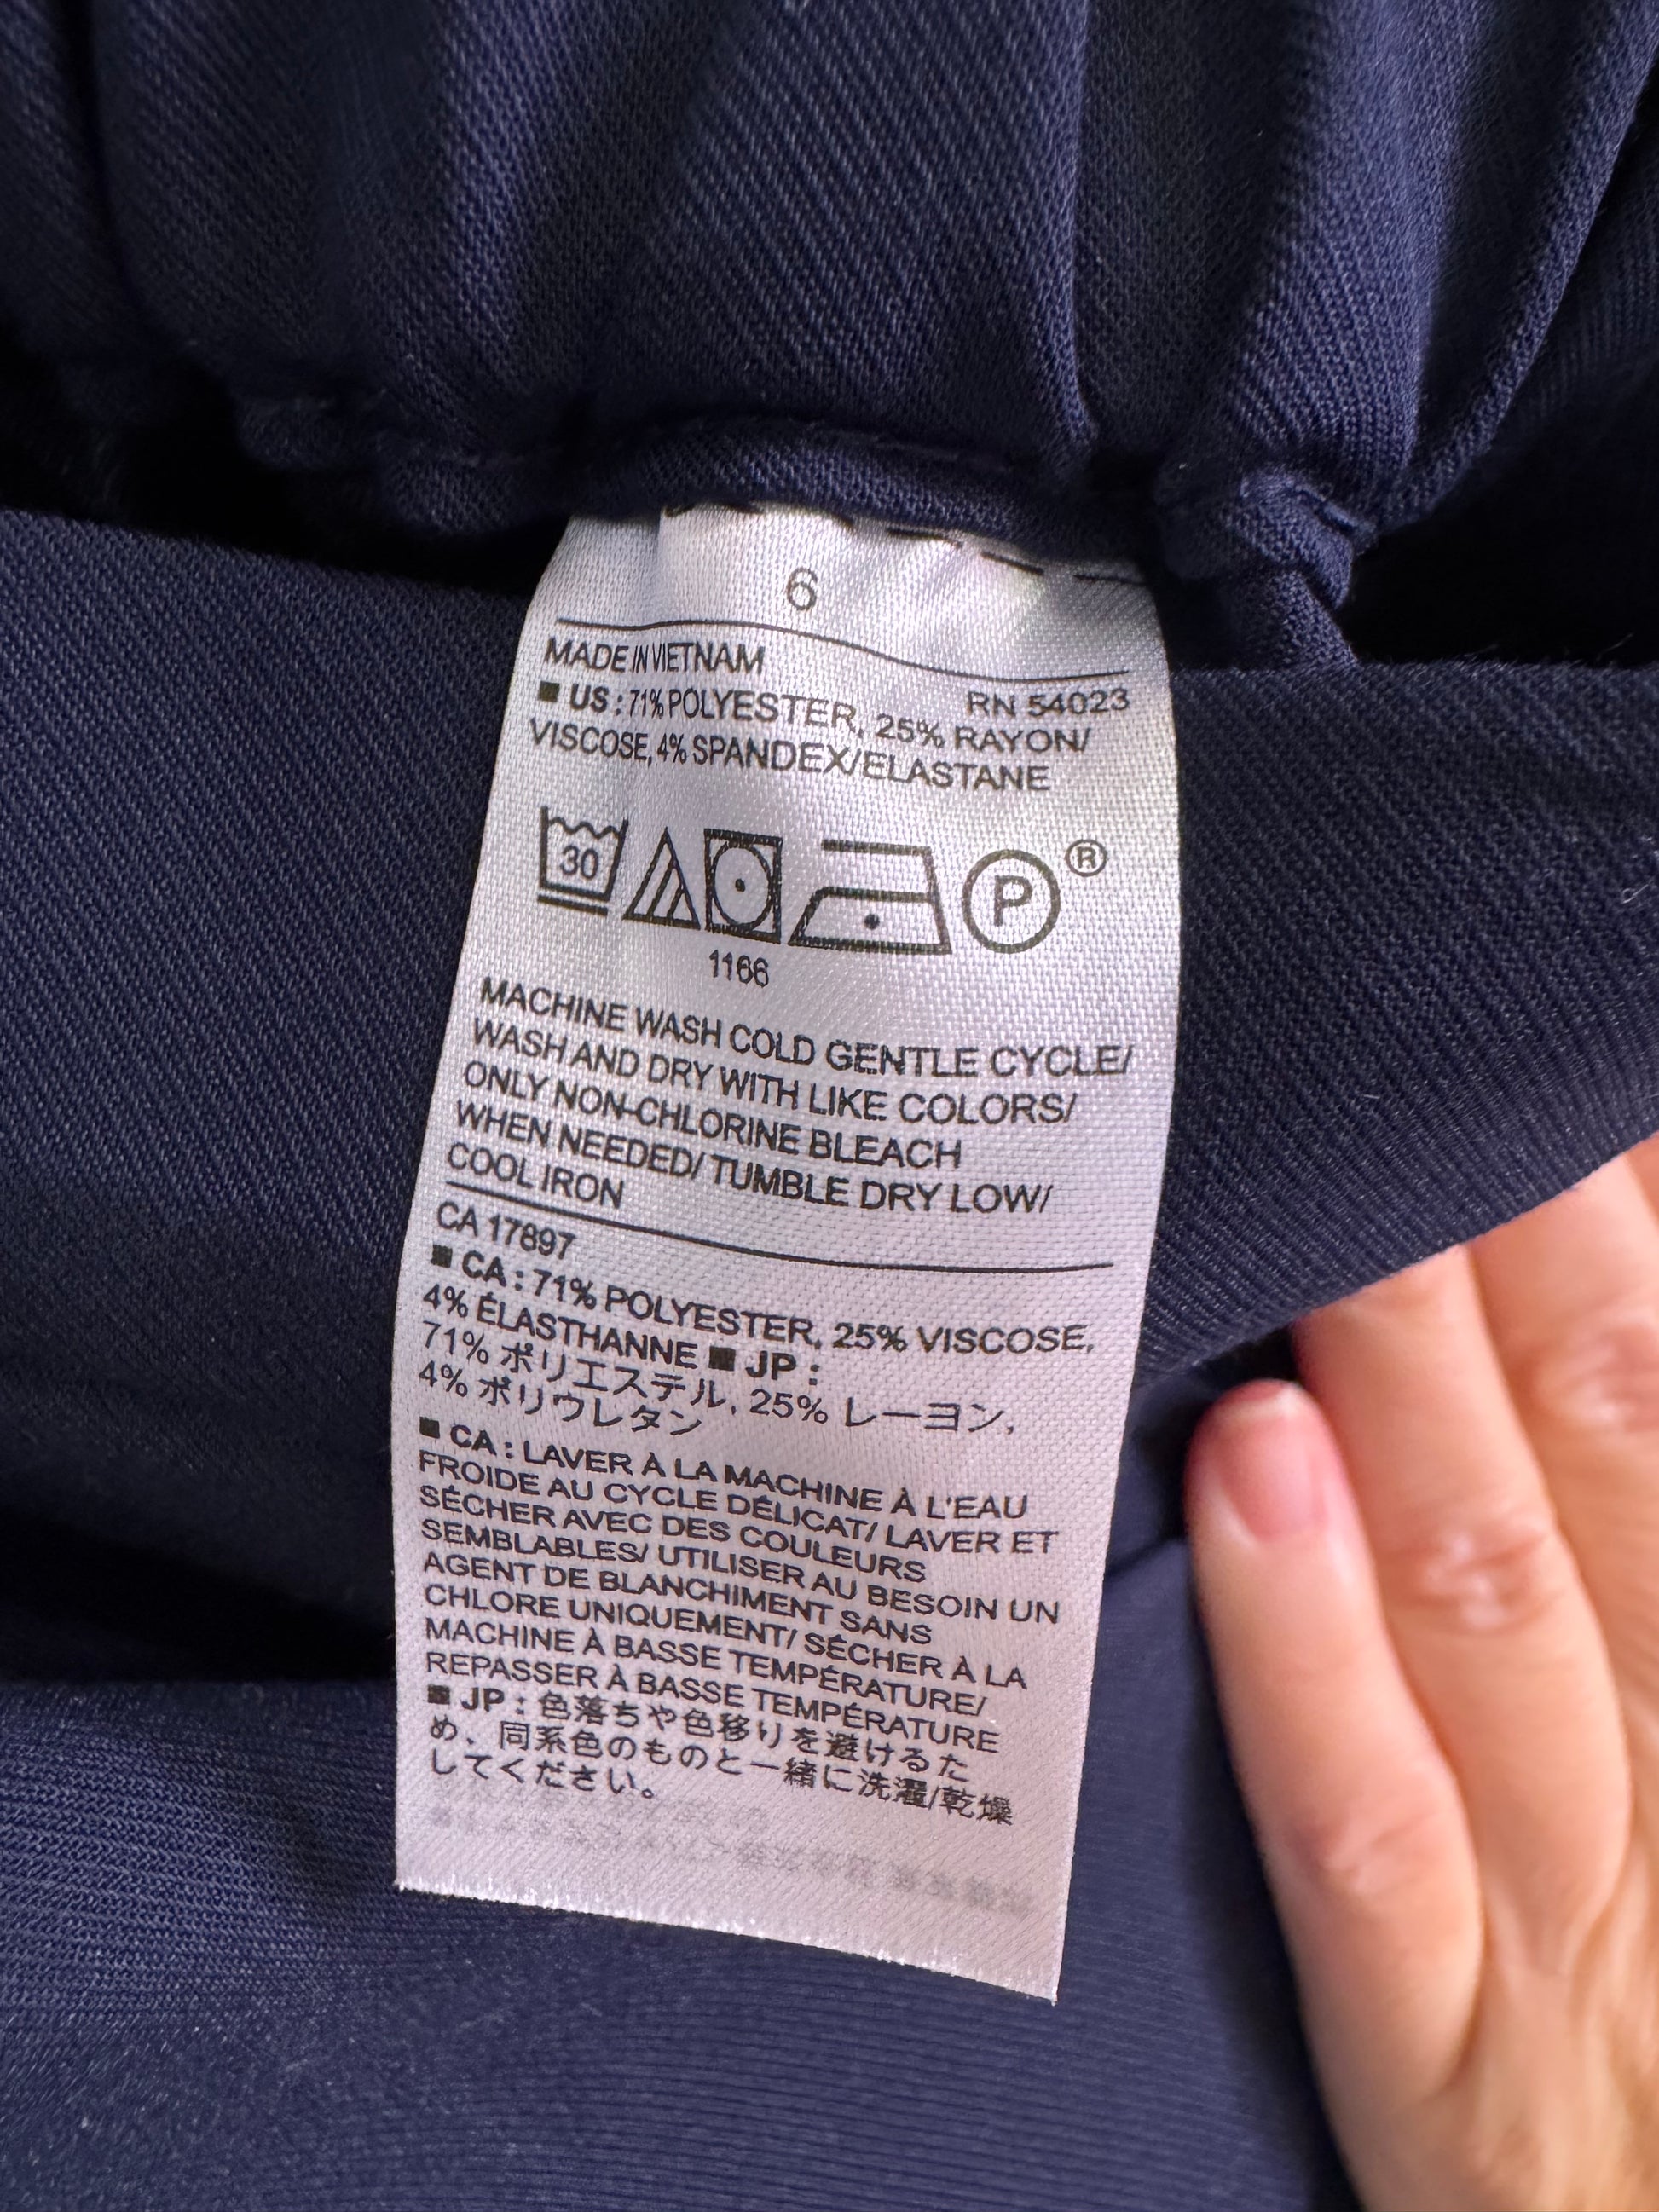 6
MADE IN VIETNAM
RN 54023
■ US : 71% POLYESTER, 25% RAYON/
VISCOSE, 4% SPANDEX/ELASTANE
30
P ®
1166
MACHINE WASH COLD GENTLE CYCLE/
WASH AND DRY WITH LIKE COLORS/
ONLY NON-CHLORINE BLEACH
WHEN NEEDED/ TUMBLE DRY LOW/
COOL IRON
CA 17897
■ CA : 71% POLYESTER, 25% VISCOSE,
4% ÉLASTHANNE ■ JP :
71% ポリエステル, 25% レーヨン,
4% ポリウレタン
■ CA : LAVER À LA MACHINE À L'EAU
FROIDE AU CYCLE DÉLICAT/ LAVER ET
SÉCHER AVEC DES COULEURS
SEMBLABLES/ UTILISER AU BESOIN UN
AGENT DE BLANCHIMENT SANS
CHLORE UNIQUEMENT/ SÉCHER À LA
MACHINE À BASSE TEMPÉRATURE/
REPASSER À BASSE TEMPÉRATURE
■ JP : 色落ちや色移りを避けるた
め、同系色のものと一緒に洗濯/乾燥
してください。